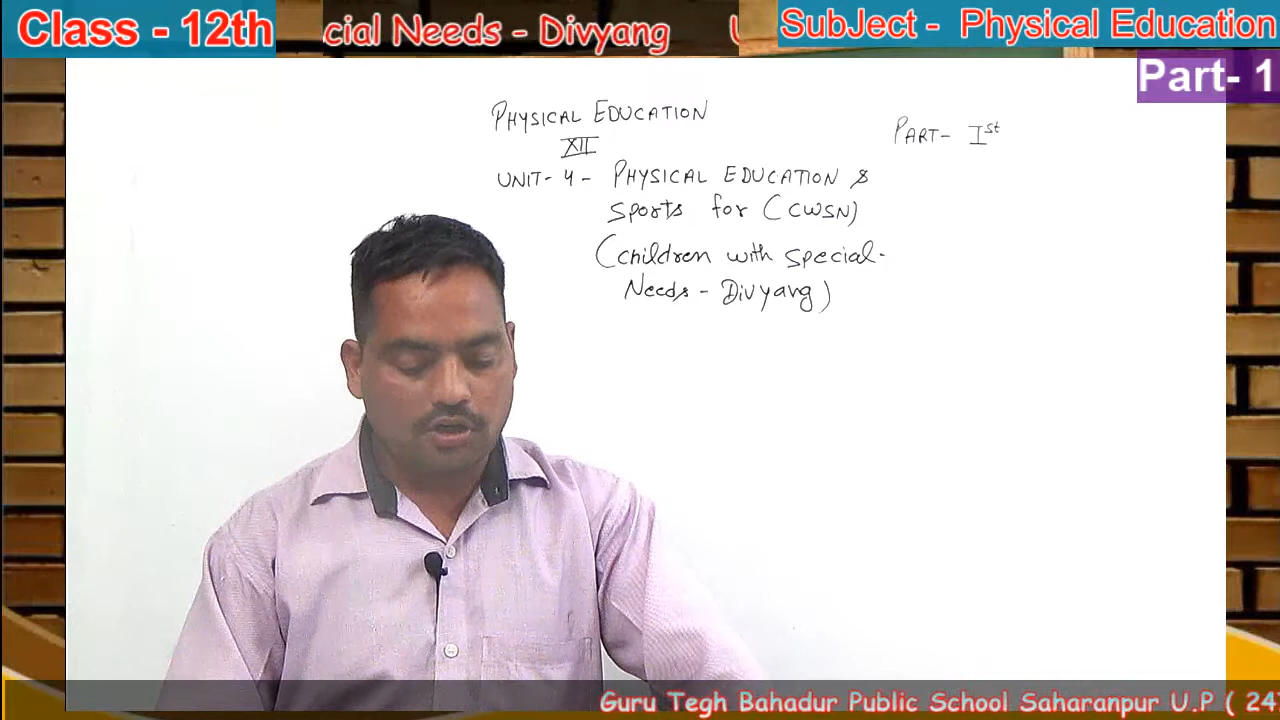 Class - 12th
cial Needs - Divyang
SubJect - Physical Education
Part- 1
PHYSICAL EDUCATION
XII
PART- Ist
UNIT- 4 - PHYSICAL EDUCATION &
Sports for (CWSN)
(children with special-
Needs - Divyang)
Guru Tegh Bahadur Public School Saharanpur U.P ( 24